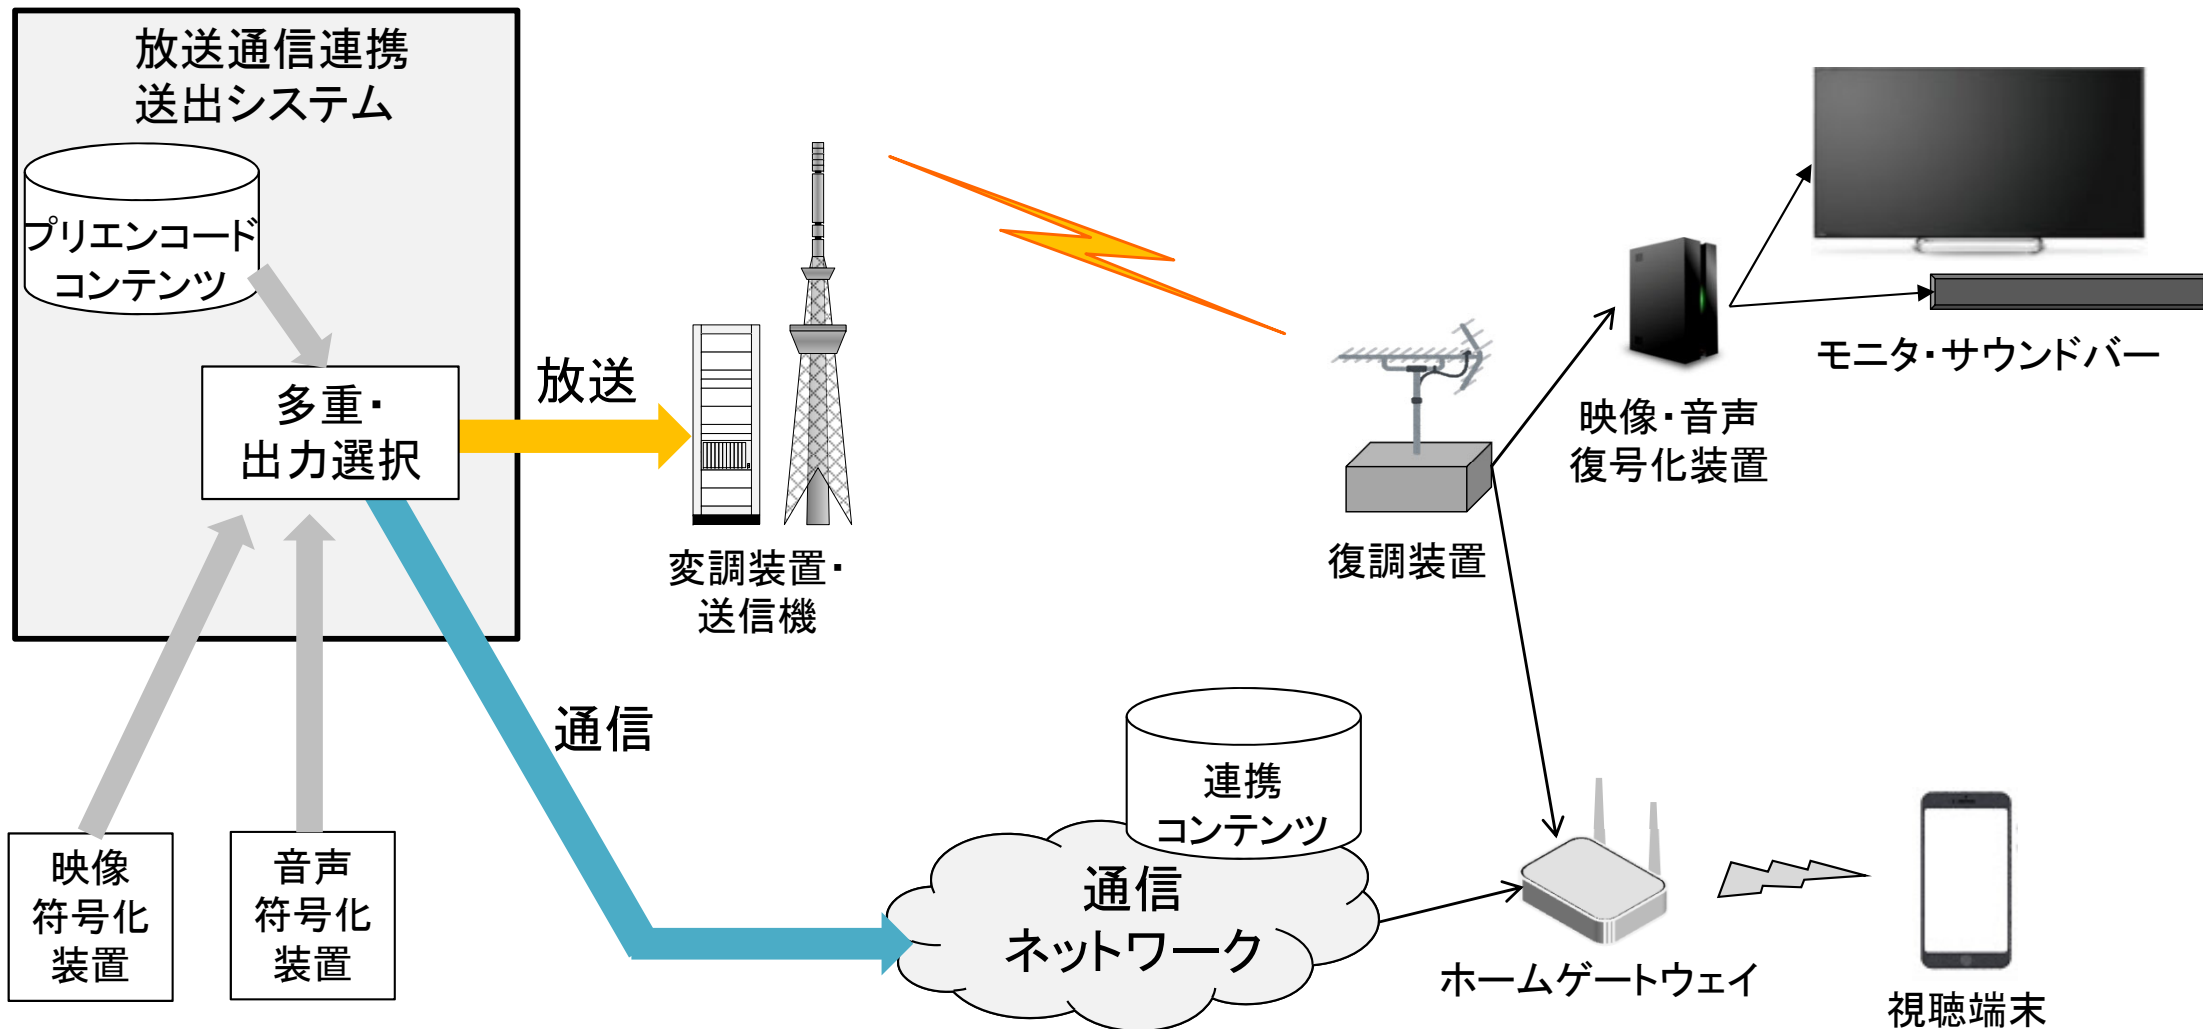 放送通信連携
送出システム
プリエンコード
コンテンツ
多重・
出力選択
放送
変調装置・
送信機
通信
映像
符号化
装置
音声
符号化
装置
連携
コンテンツ
通信
ネットワーク
復調装置
映像・音声
復号化装置
モニタ・サウンドバー
ホームゲートウェイ
視聴端末